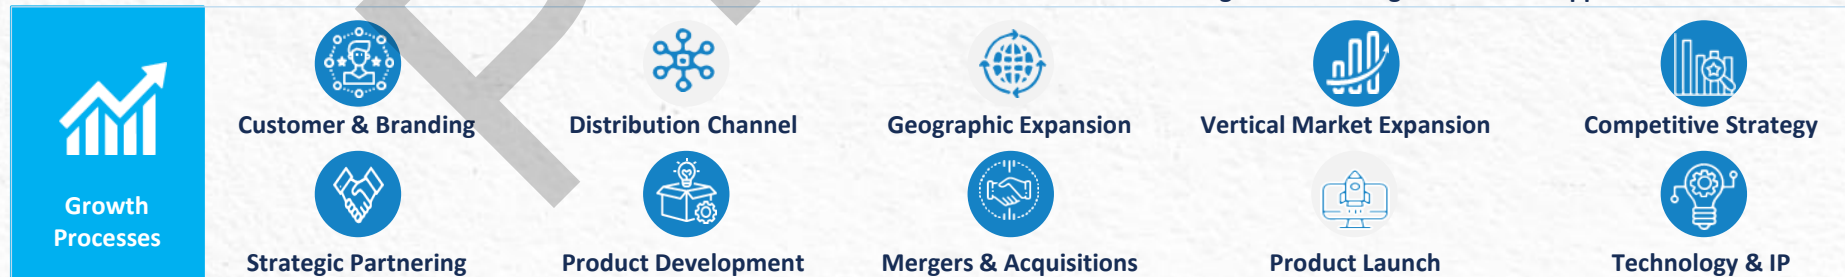 Growth
Processes
Customer & Branding
Distribution Channel
Geographic Expansion
Vertical Market Expansion
Competitive Strategy
Strategic Partnering
Product Development
Mergers & Acquisitions
Product Launch
Technology & IP